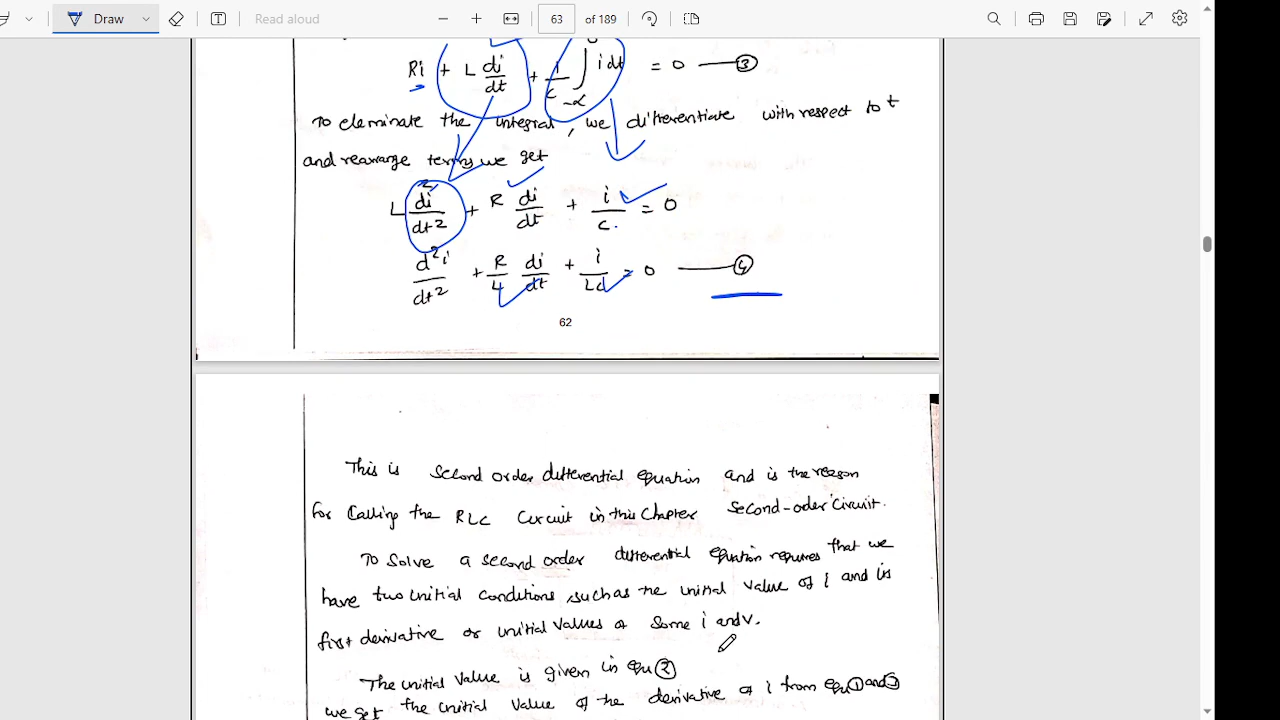 Draw
Read aloud
63 of 189
Ri + L di/dt + 1/c ∫ i dt = 0 — ③
To eleminate the integral, we differentiate with respect to t
and rearrange terms we get
L d²i/dt² + R di/dt + i/c. = 0
d²i/dt² + R/L di/dt + i/LC = 0 — ④
62
This is second order differential equation and is the reason
for calling the RLC circuit in this chapter second-oder circuit.
To solve a second order differential equation requires that we
have two initial conditions, such as the initial value of i and its
first derivative or initial values of some i and v.
The initial value is given in equ ②
we get the initial value of the derivative of i from equ ① and ③